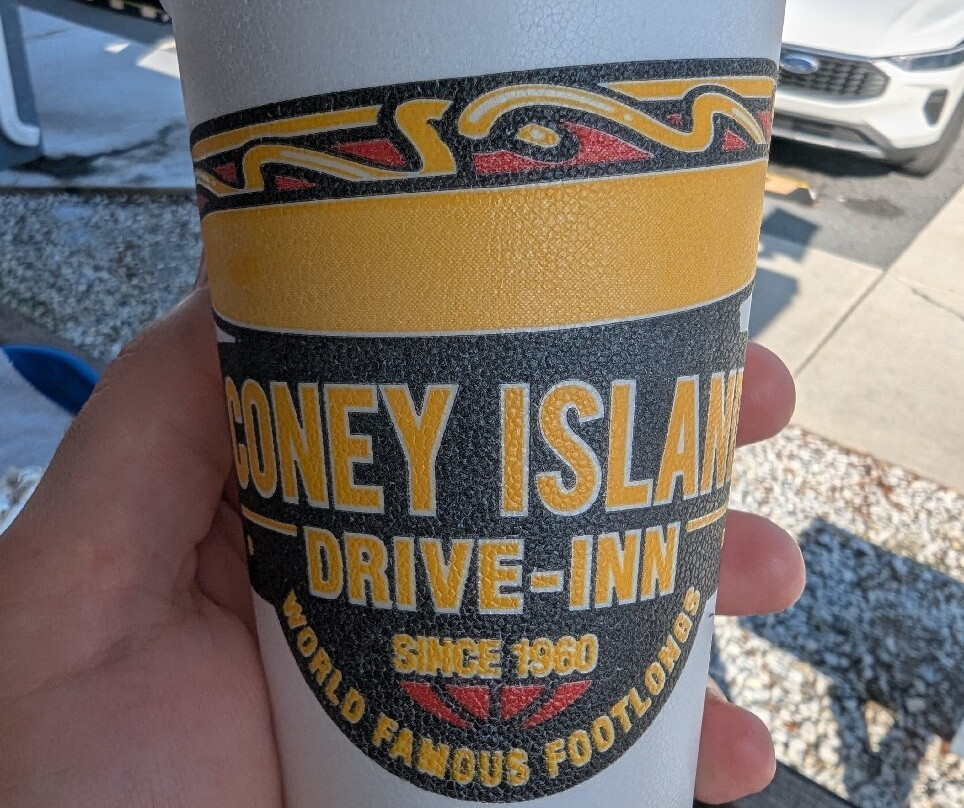 CONEY ISLAND
DRIVE-INN
SINCE 1960
WORLD FAMOUS FOOTLONGS